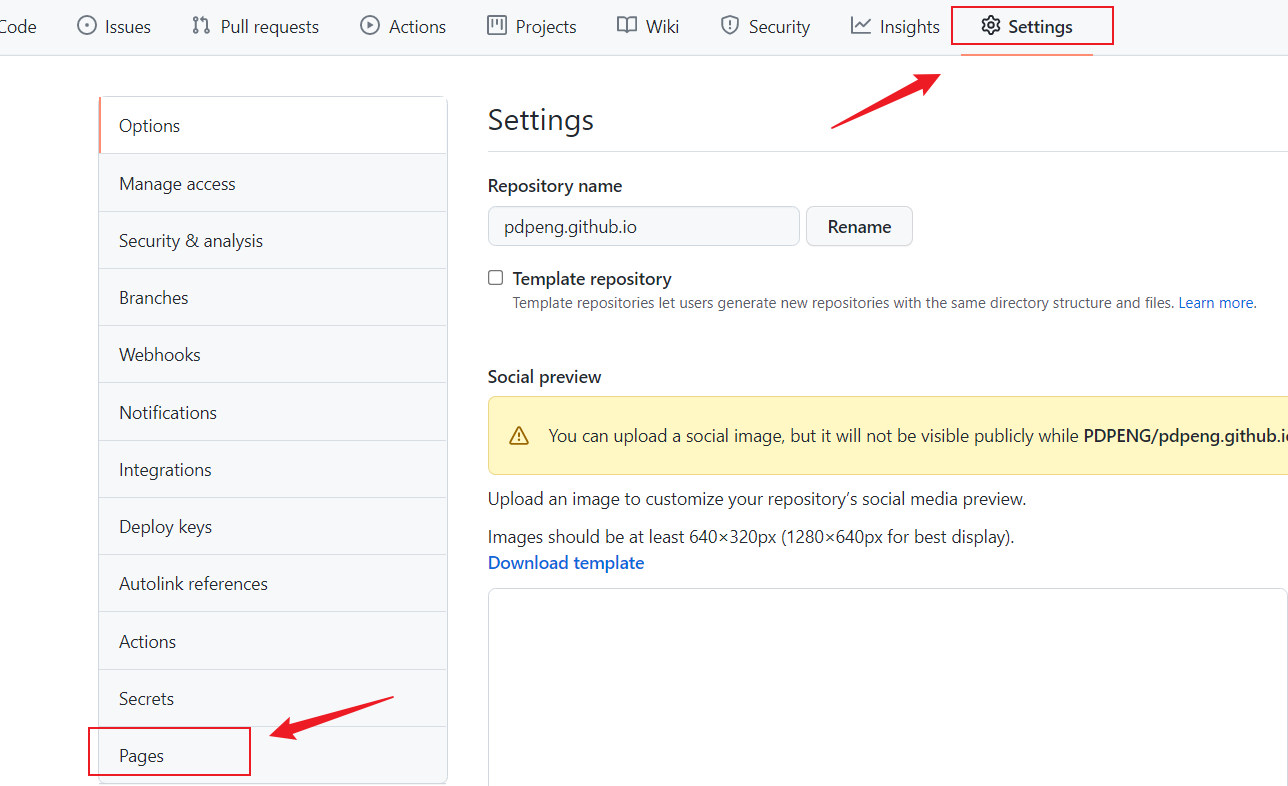 Code Issues Pull requests Actions Projects Wiki Security Insights Settings
Options
Manage access
Security & analysis
Branches
Webhooks
Notifications
Integrations
Deploy keys
Autolink references
Actions
Secrets
Pages
Settings
Repository name
pdpeng.github.io Rename
Template repository
Template repositories let users generate new repositories with the same directory structure and files. Learn more.
Social preview
You can upload a social image, but it will not be visible publicly while PDPENG/pdpeng.github.io
Upload an image to customize your repository’s social media preview.
Images should be at least 640×320px (1280×640px for best display).
Download template